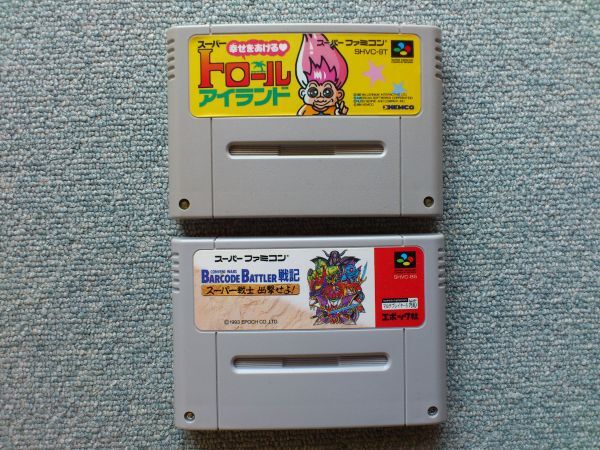 スーパー
幸せをあげる♥
トロールアイランド
スーパーファミコン
SHVC-9T
KEMCO
スーパーファミコン
CONVENI WARS
BARCODE BATTLER 戦記
スーパー戦士 出撃せよ!
©1993 EPOCH CO.,LTD.
エポック社